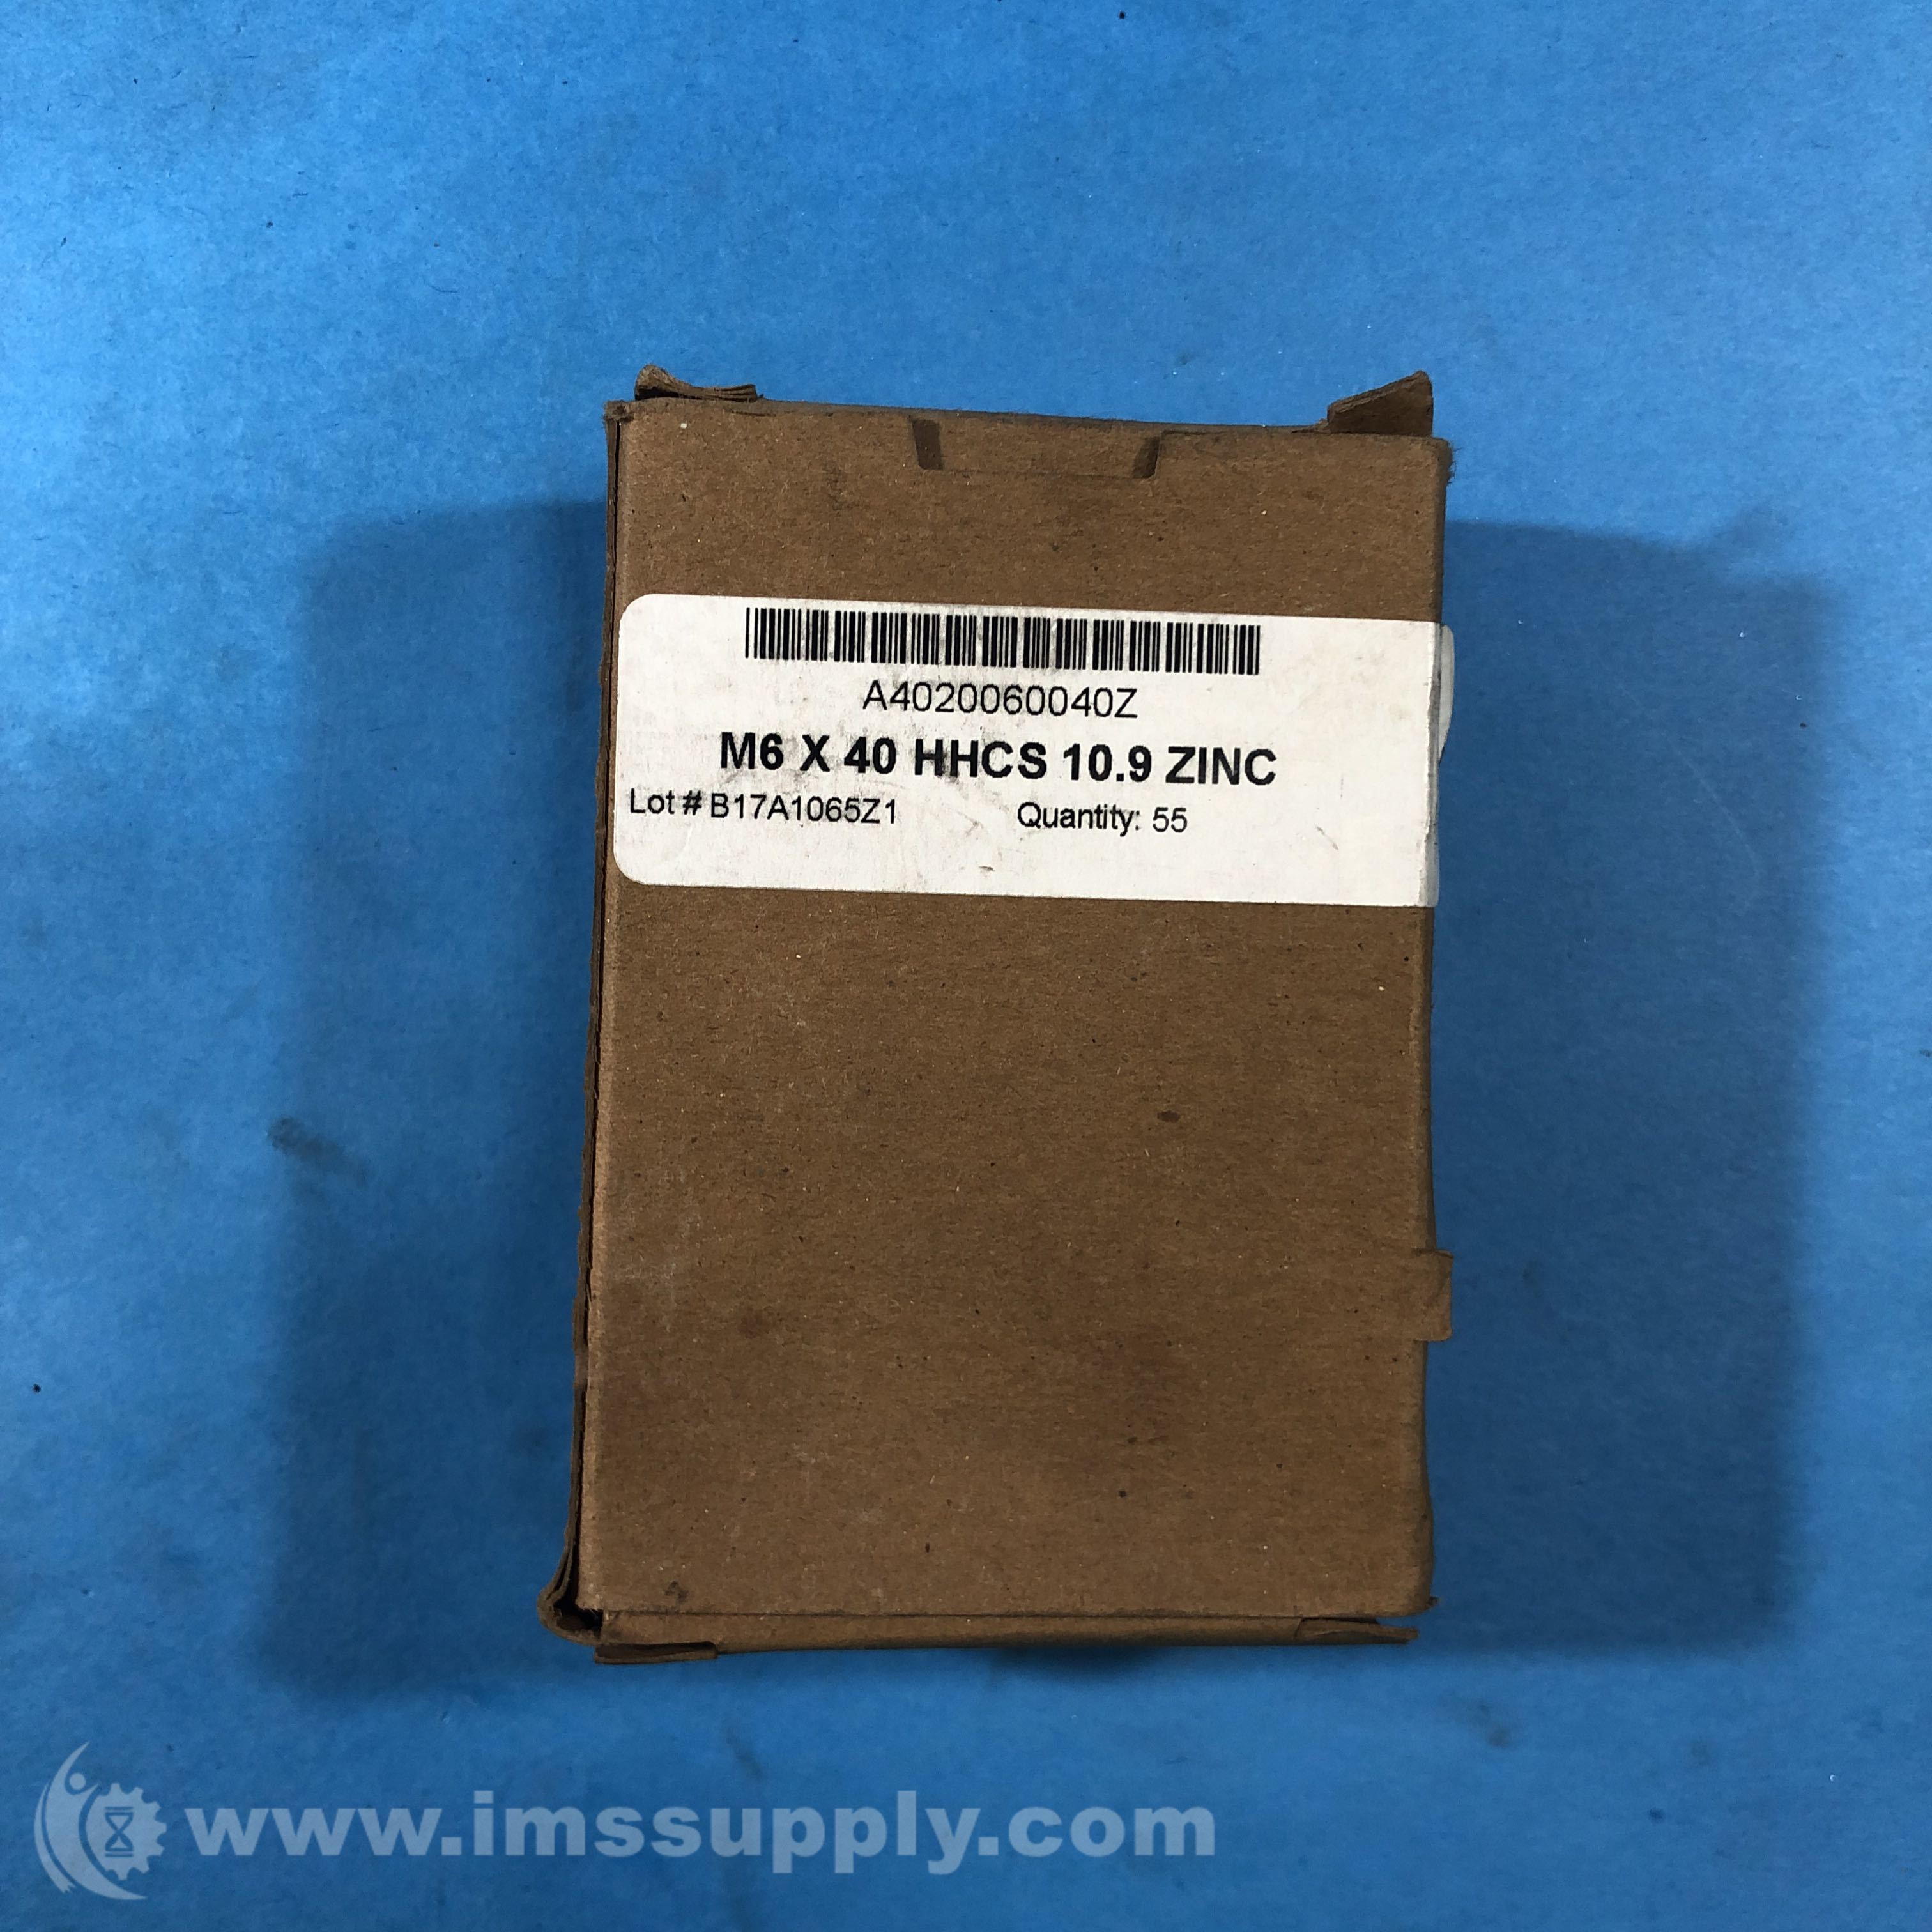 A4020060040Z
M6 X 40 HHCS 10.9 ZINC
Lot # B17A1065Z1 Quantity: 55
www.imssupply.com